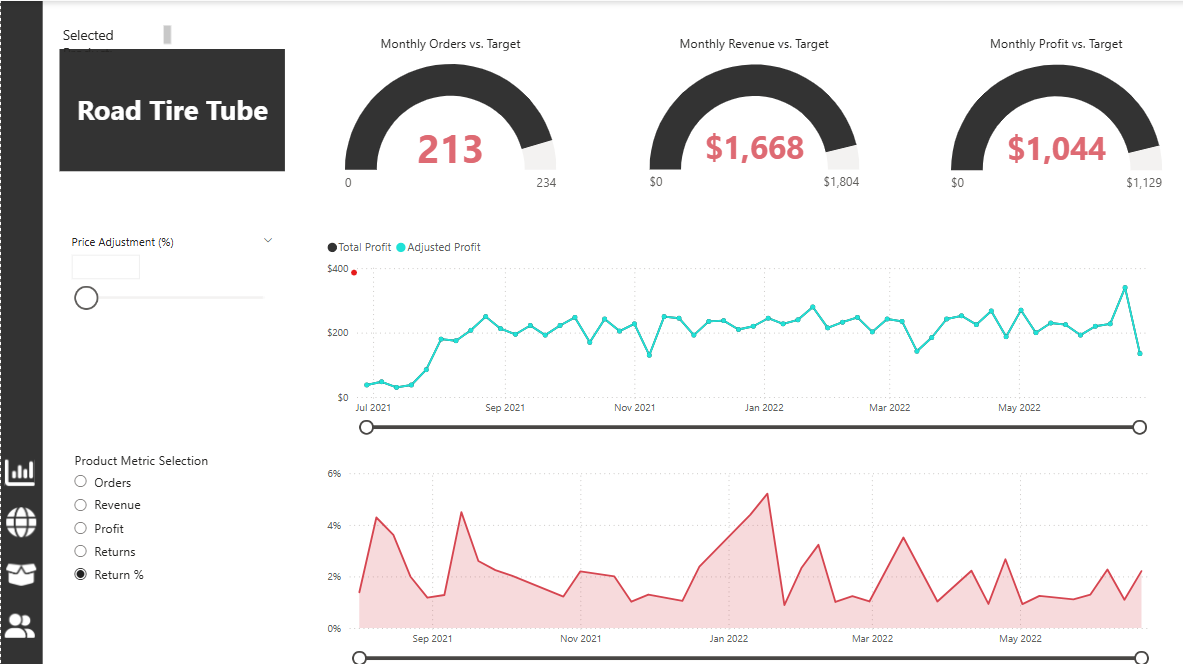 Selected
Road Tire Tube
Monthly Orders vs. Target
213
0
234
Monthly Revenue vs. Target
$1,668
$0
$1,804
Monthly Profit vs. Target
$1,044
$0
$1,129
Price Adjustment (%)
Total Profit Adjusted Profit
$400
$200
$0
Jul 2021 Sep 2021 Nov 2021 Jan 2022 Mar 2022 May 2022
Product Metric Selection
Orders
Revenue
Profit
Returns
Return %
6%
4%
2%
0%
Sep 2021 Nov 2021 Jan 2022 Mar 2022 May 2022